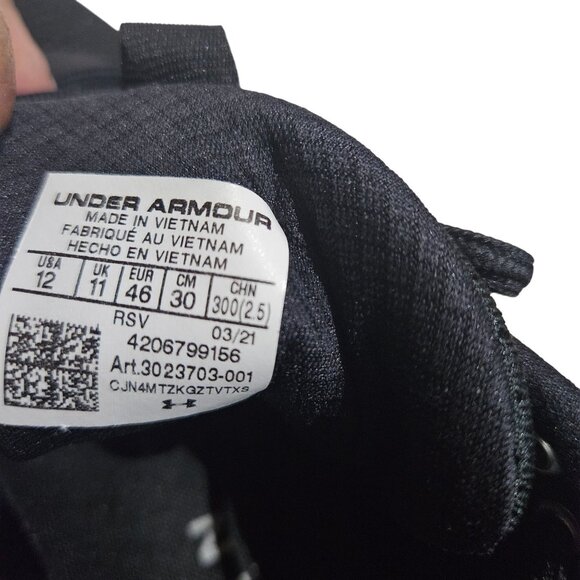 UNDER ARMOUR
MADE IN VIETNAM
FABRIQUÉ AU VIETNAM
HECHO EN VIETNAM
USA UK EUR CM CHN
12 11 46 30 300(2.5)
RSV 03/21
4206799156
Art.3023703-001
CJN4MTZKGZTVTXS